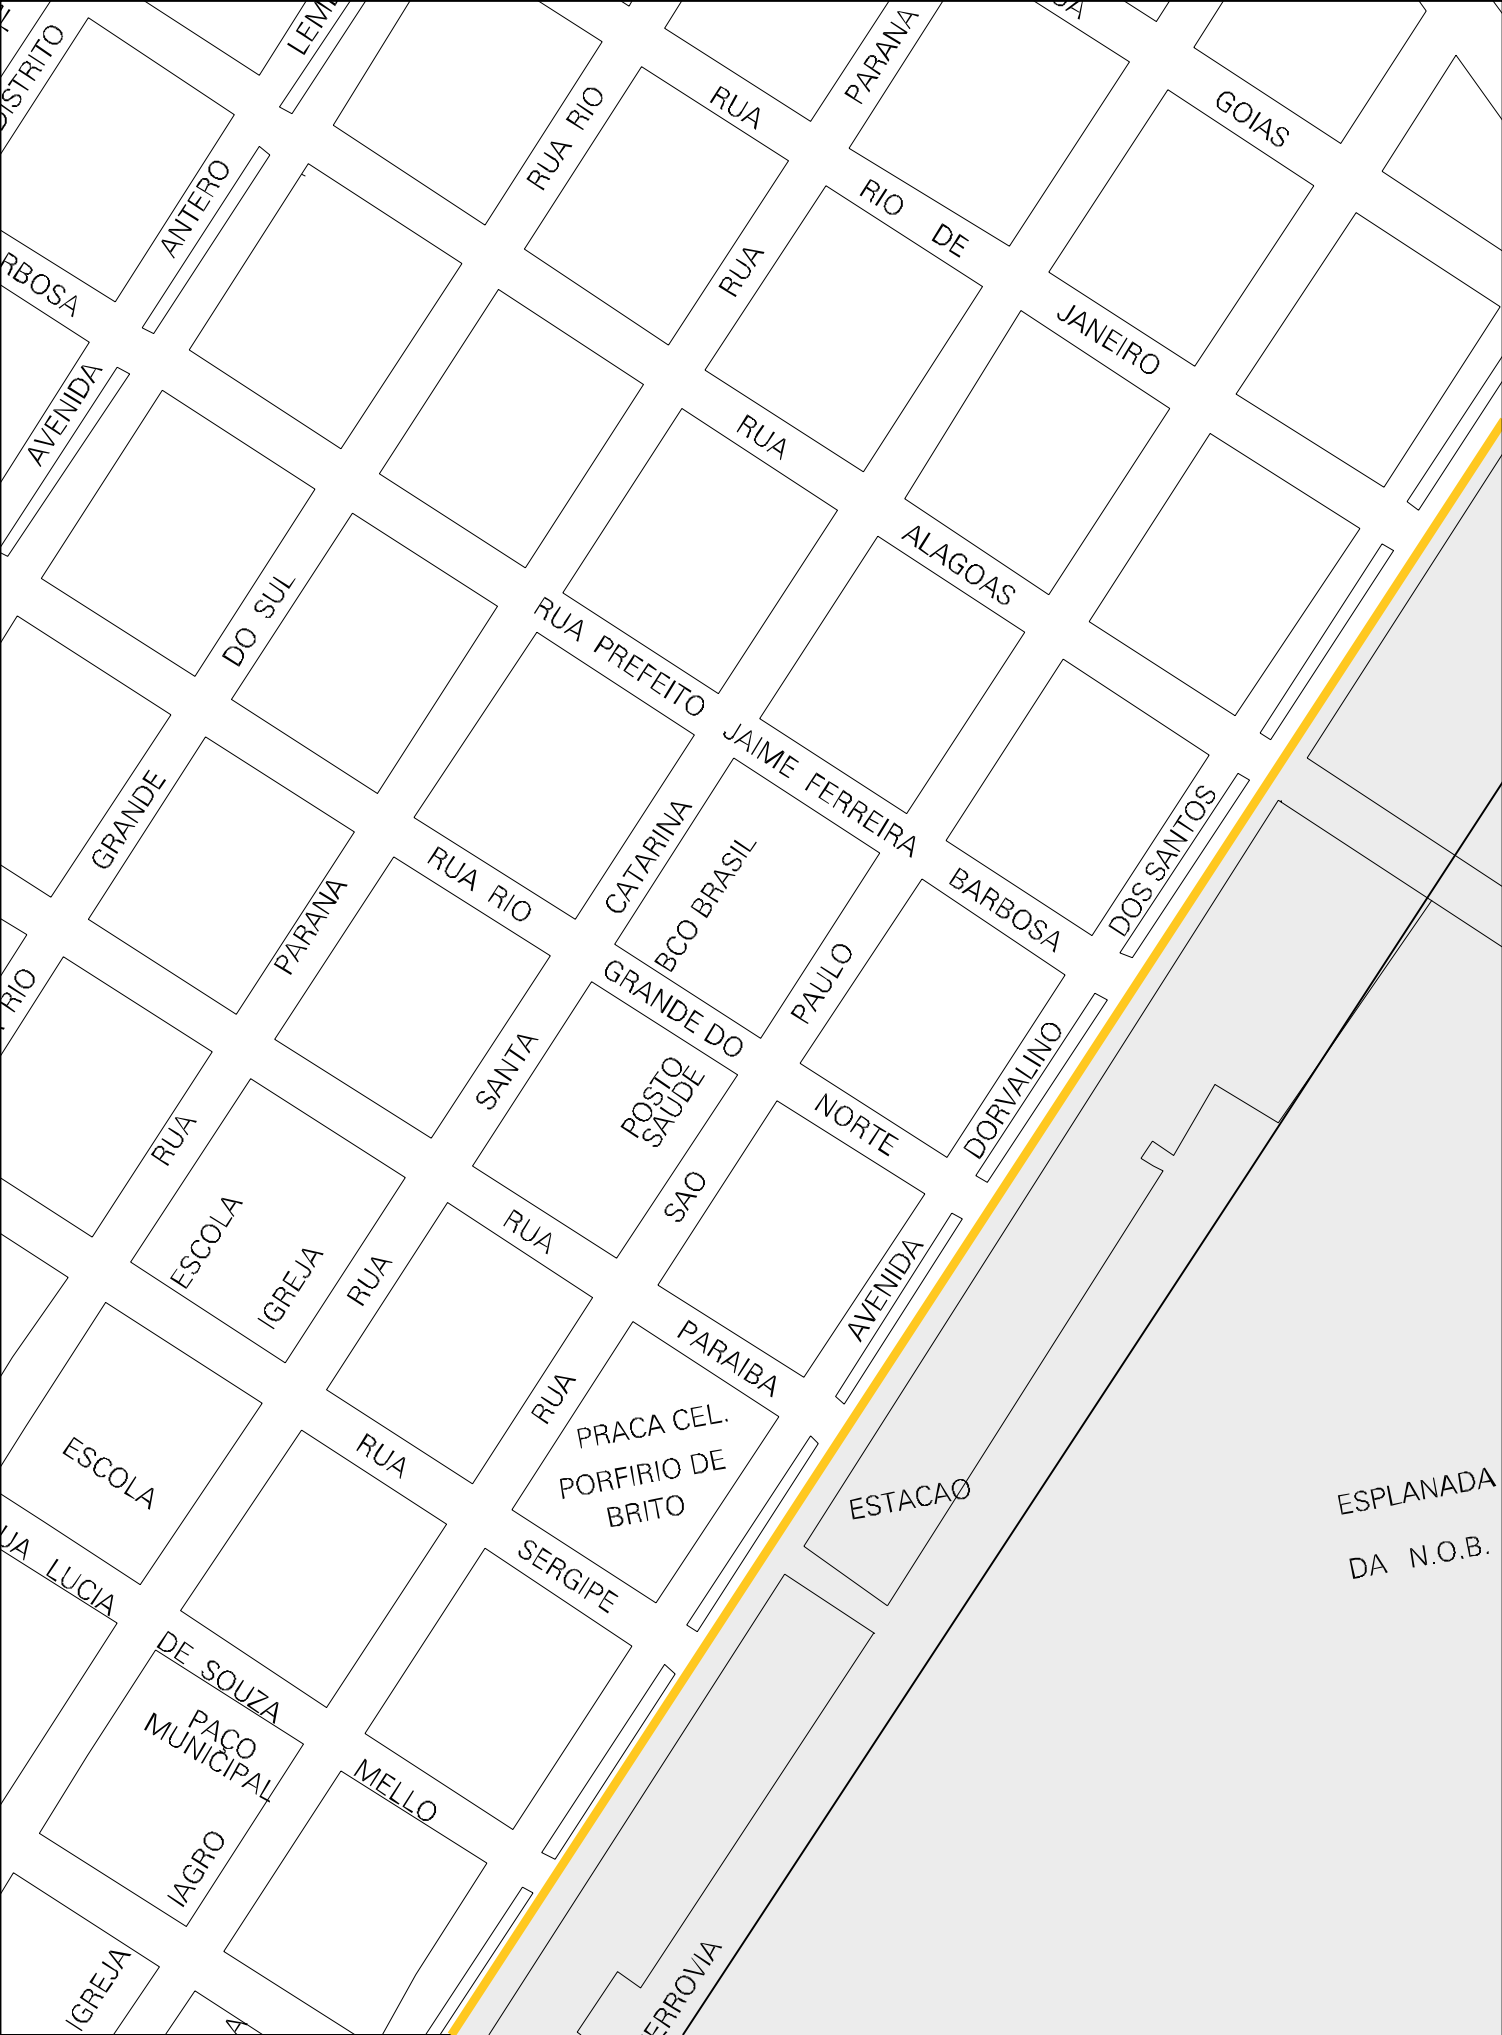 DISTRITO
LEME
RUA RIO
RUA
PARANA
GOIAS
ANTERO
RIO DE
RUA
JANEIRO
RBOSA
AVENIDA
RUA
ALAGOAS
DO SUL
RUA PREFEITO
JAIME FERREIRA
BARBOSA
DOS SANTOS
GRANDE
CATARINA
BCO BRASIL
RUA RIO
PARANA
GRANDE DO
PAULO
RIO
SANTA
POSTO
SAUDE
NORTE
DORVALINO
RUA
ESCOLA
IGREJA
RUA
RUA
SAO
AVENIDA
PARAIBA
RUA
PRACA CEL.
PORFIRIO DE
BRITO
ESCOLA
RUA
ESTACAO
ESPLANADA
DA N.O.B.
SERGIPE
UA LUCIA
DE SOUZA
PAÇO
MUNICIPAL
MELLO
IAGRO
IGREJA
ERROVIA